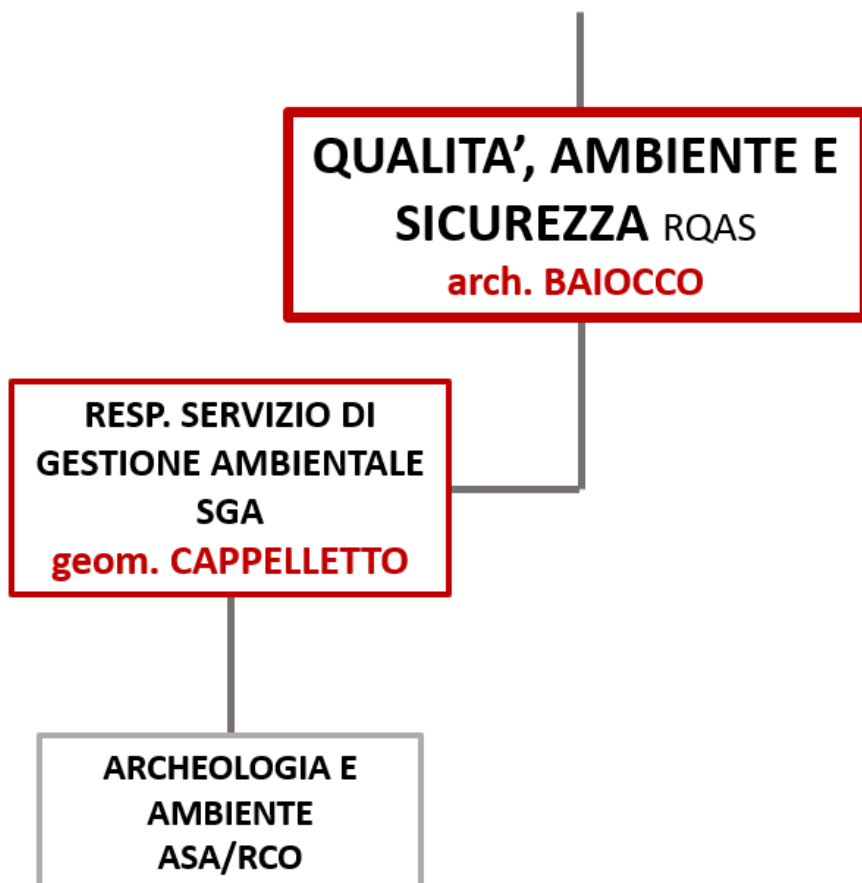 QUALITA’, AMBIENTE E
SICUREZZA RQAS
arch. BAIOCCO
RESP. SERVIZIO DI
GESTIONE AMBIENTALE
SGA
geom. CAPPELLETTO
ARCHEOLOGIA E
AMBIENTE
ASA/RCO